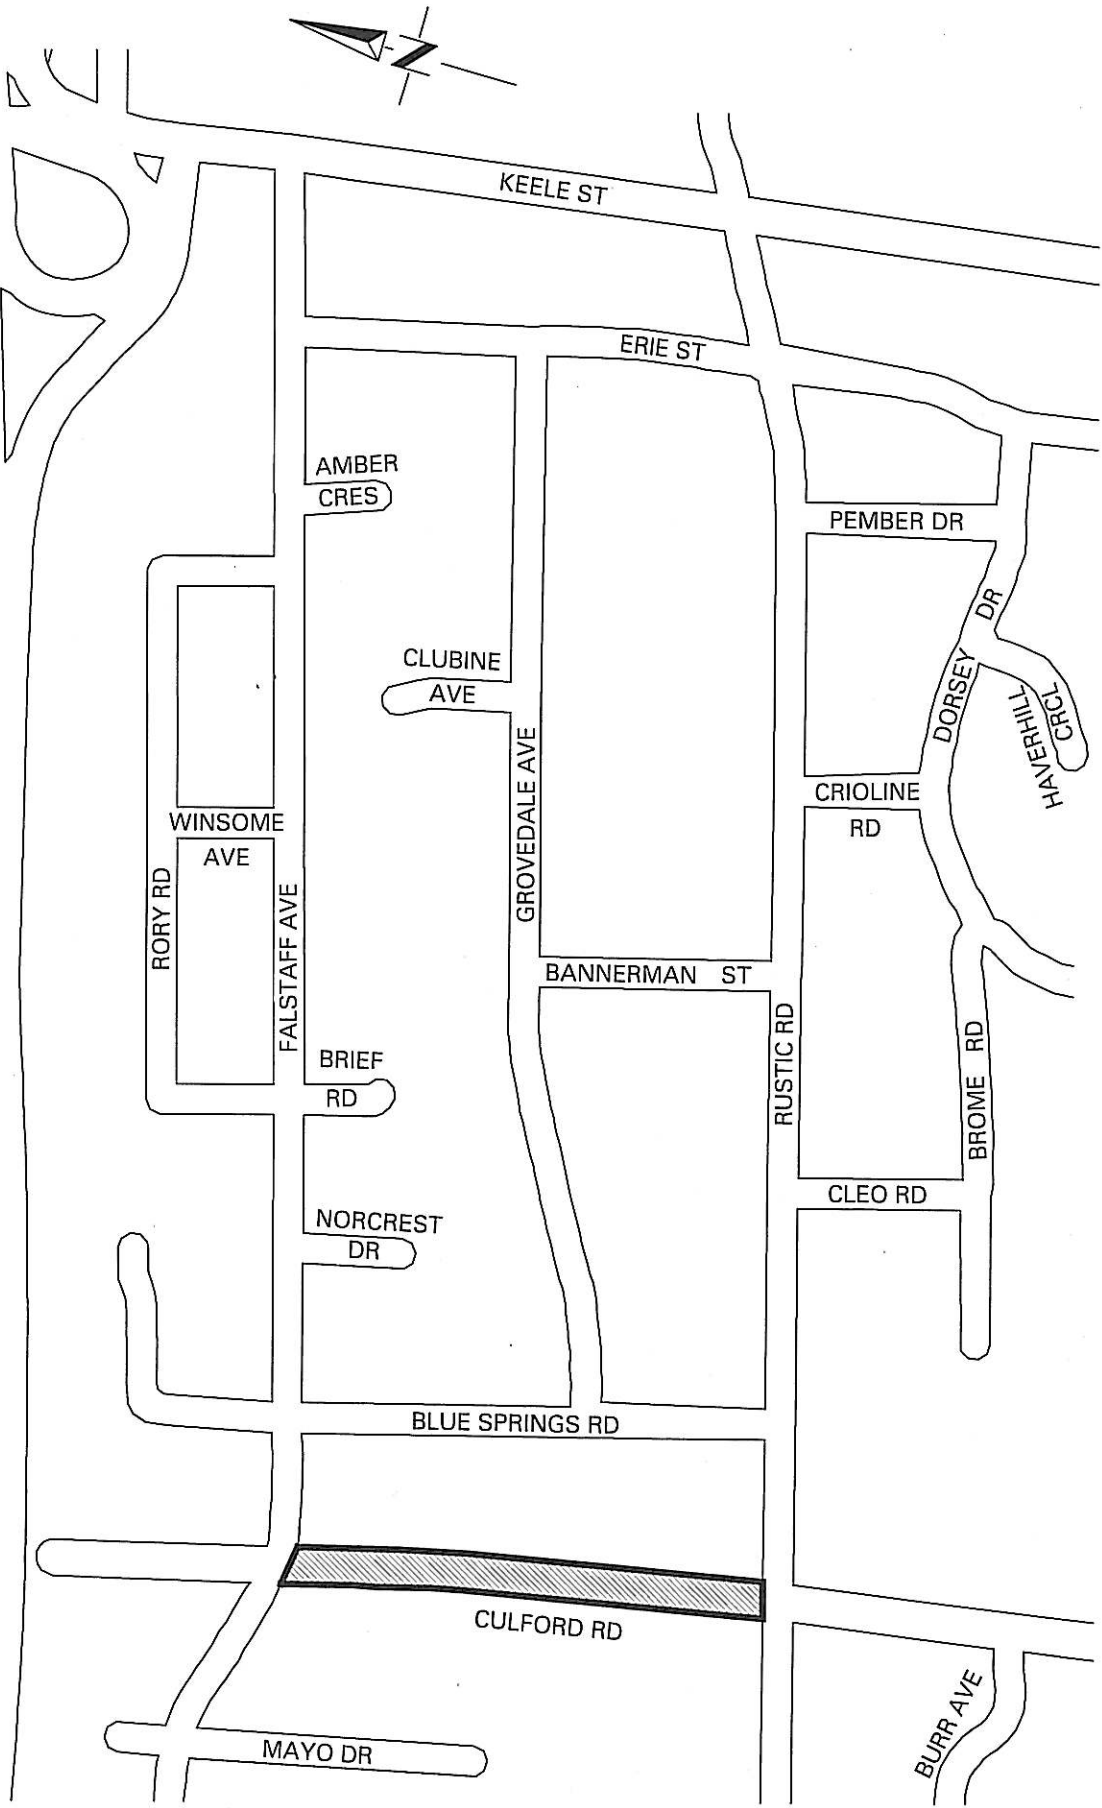 N
KEELE ST
ERIE ST
AMBER
CRES
PEMBER DR
DORSEY DR
CLUBINE
AVE
HAVERHILL
CRCL
GROVEDALE AVE
CRIOLINE
RD
WINSOME
AVE
RORY RD
FALSTAFF AVE
BANNERMAN ST
RUSTIC RD
BROME RD
BRIEF
RD
CLEO RD
NORCREST
DR
BLUE SPRINGS RD
CULFORD RD
BURR AVE
MAYO DR